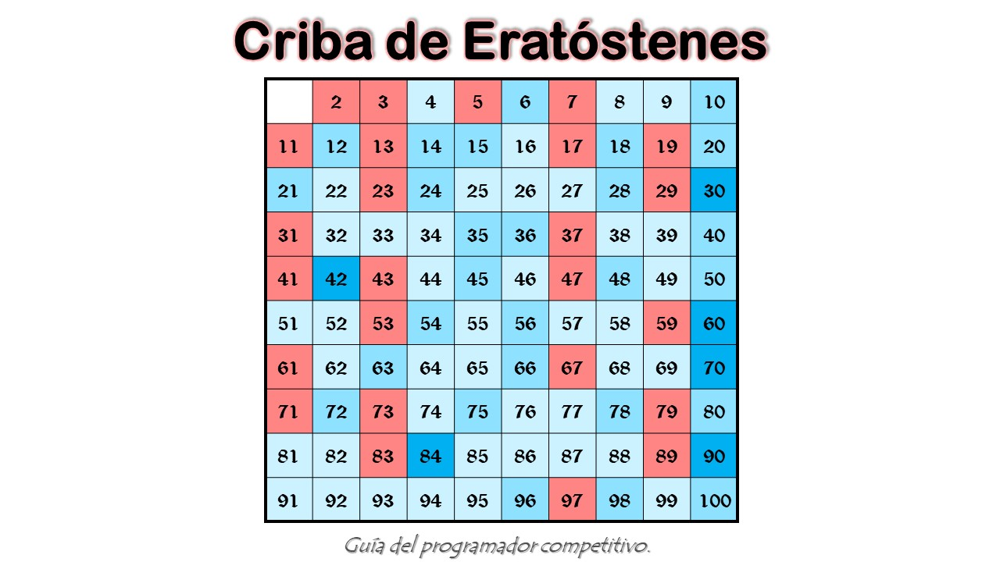 Criba de Eratóstenes
2 3 4 5 6 7 8 9 10
11 12 13 14 15 16 17 18 19 20
21 22 23 24 25 26 27 28 29 30
31 32 33 34 35 36 37 38 39 40
41 42 43 44 45 46 47 48 49 50
51 52 53 54 55 56 57 58 59 60
61 62 63 64 65 66 67 68 69 70
71 72 73 74 75 76 77 78 79 80
81 82 83 84 85 86 87 88 89 90
91 92 93 94 95 96 97 98 99 100
Guía del programador competitivo.